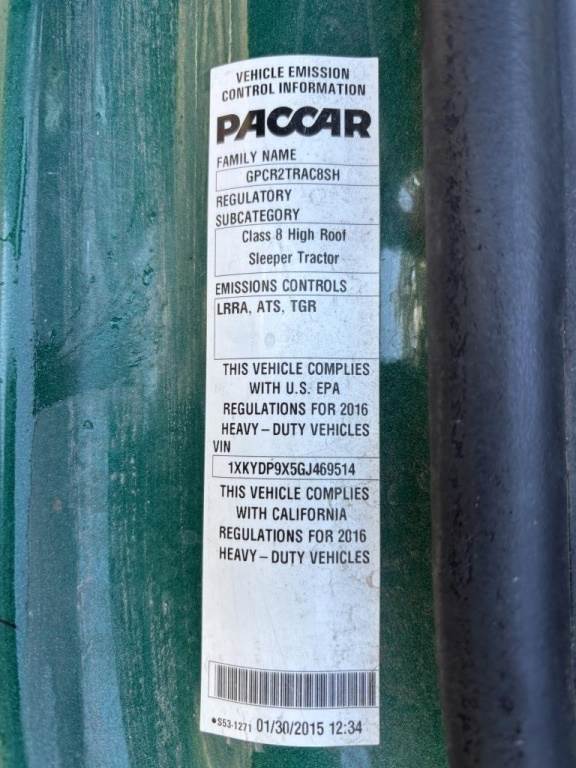 VEHICLE EMISSION
CONTROL INFORMATION
PACCAR
FAMILY NAME
GPCR2TRAC8SH
REGULATORY
SUBCATEGORY
Class 8 High Roof
Sleeper Tractor
EMISSIONS CONTROLS
LRRA, ATS, TGR
THIS VEHICLE COMPLIES
WITH U.S. EPA
REGULATIONS FOR 2016
HEAVY-DUTY VEHICLES
VIN
1XKYDP9X5GJ469514
THIS VEHICLE COMPLIES
WITH CALIFORNIA
REGULATIONS FOR 2016
HEAVY-DUTY VEHICLES
•S53-1271 01/30/2015 12:34